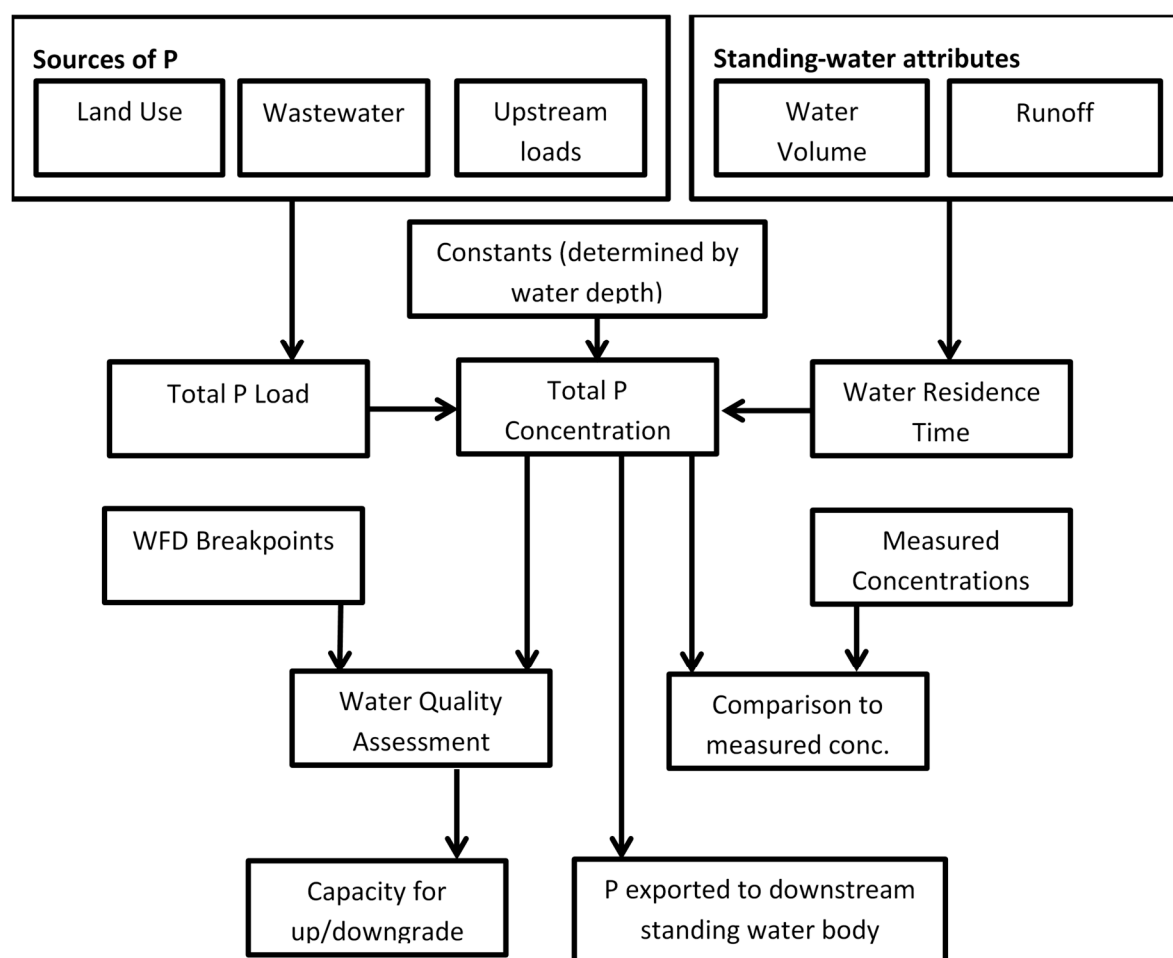 Sources of P
Land Use
Wastewater
Upstream
loads
Standing-water attributes
Water
Volume
Runoff
Constants (determined by
water depth)
Total P Load
Total P
Concentration
Water Residence
Time
WFD Breakpoints
Measured
Concentrations
Water Quality
Assessment
Comparison to
measured conc.
Capacity for
up/downgrade
P exported to downstream
standing water body